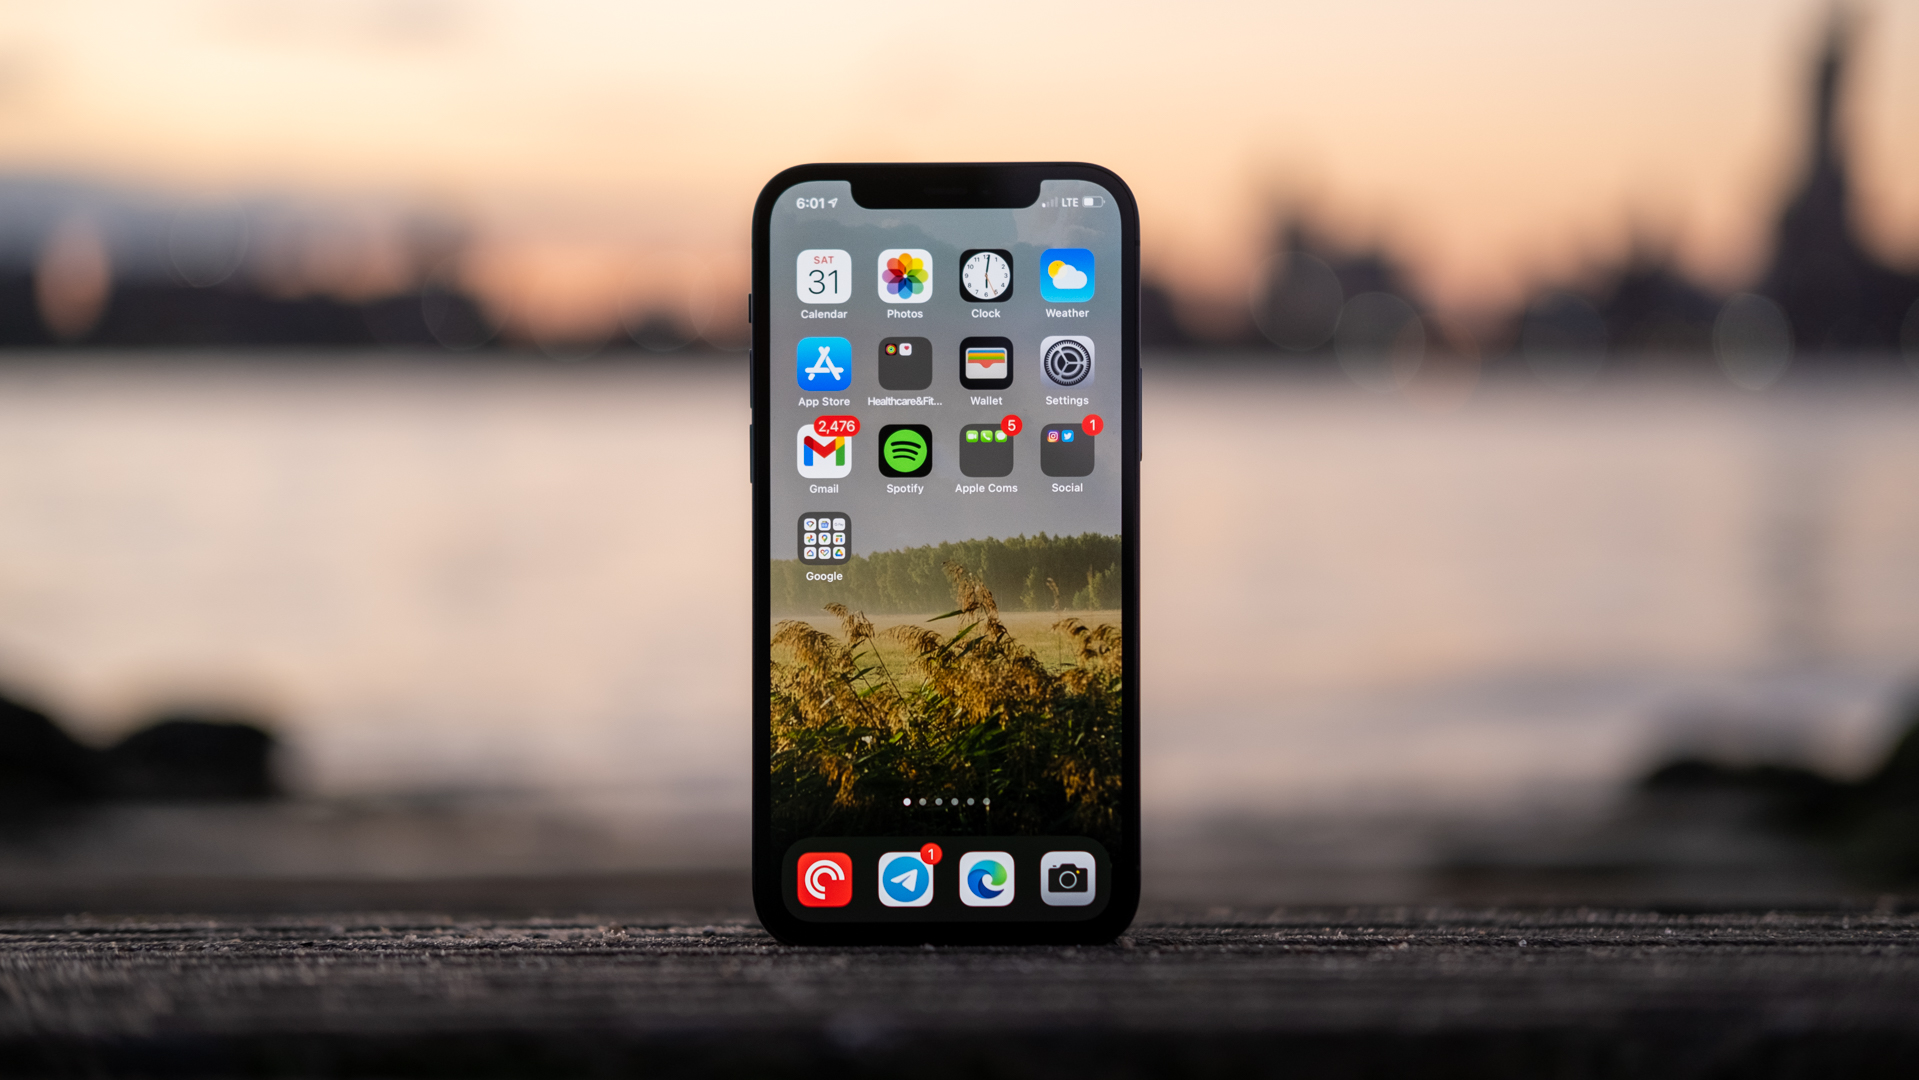 6:01 LTE
SAT
31
Calendar Photos Clock Weather
App Store Healthcare&Fit... Wallet Settings
2,476 5 1
Gmail Spotify Apple Coms Social
Google
1